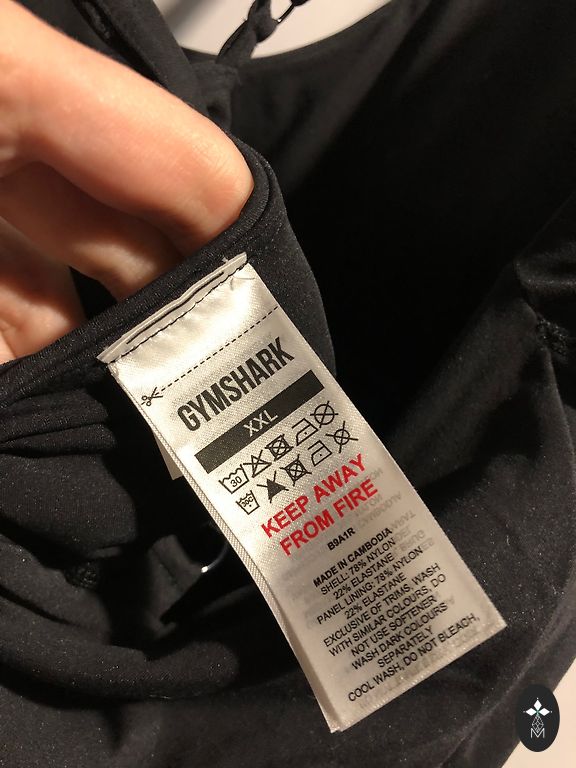 GYMSHARK
XXL
30
KEEP AWAY
FROM FIRE
B9A1R
MADE IN CAMBODIA
SHELL: 78% NYLON
22% ELASTANE
PANEL LINING: 78% NYLON
22% ELASTANE
EXCLUSIVE OF TRIMS. WASH
WITH SIMILAR COLOURS, DO
NOT USE SOFTENER
WASH DARK COLOURS
SEPARATELY
COOL WASH, DO NOT BLEACH,
M